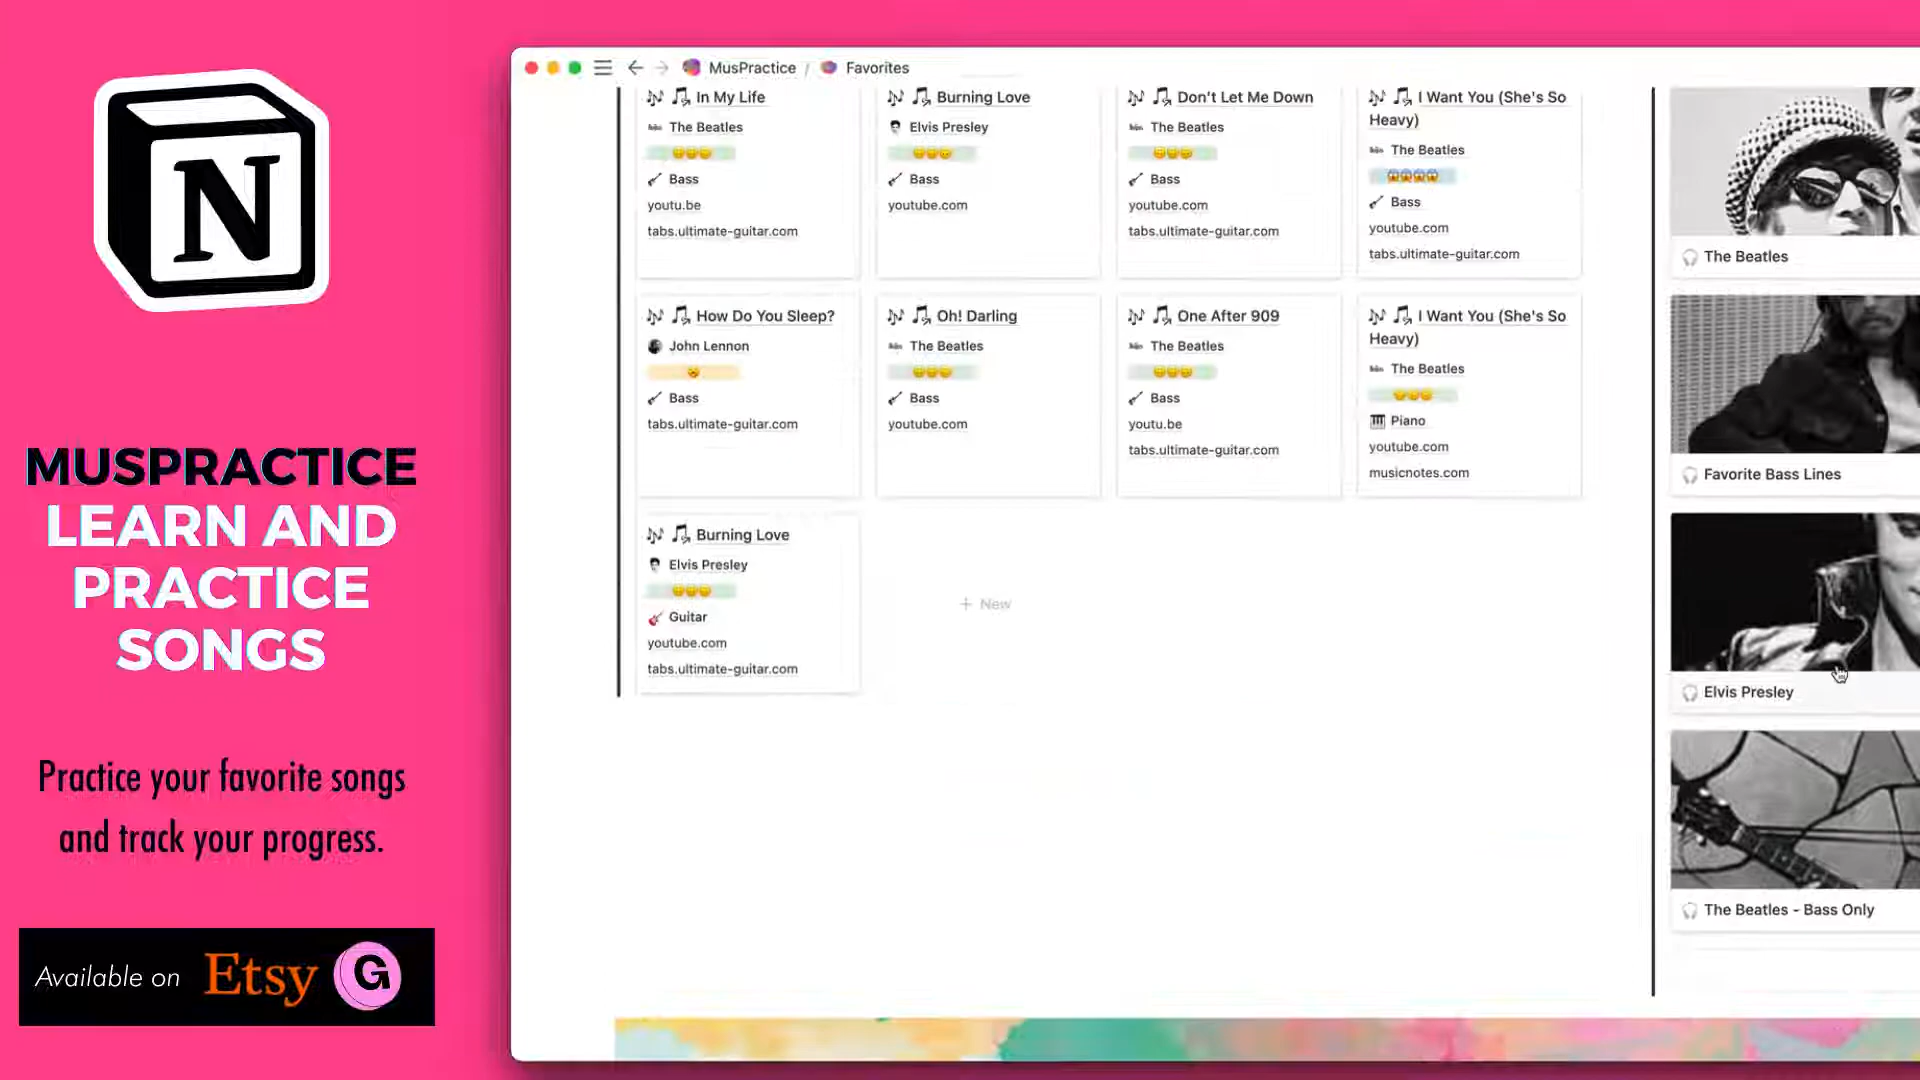 N
MUSPRACTICE
LEARN AND
PRACTICE
SONGS
Practice your favorite songs
and track your progress.
Available on Etsy G
MusPractice / Favorites
In My Life
The Beatles
Bass
youtu.be
tabs.ultimate-guitar.com
Burning Love
Elvis Presley
Bass
youtube.com
Don't Let Me Down
The Beatles
Bass
youtube.com
tabs.ultimate-guitar.com
I Want You (She's So
Heavy)
The Beatles
Bass
youtube.com
tabs.ultimate-guitar.com
How Do You Sleep?
John Lennon
Bass
tabs.ultimate-guitar.com
Oh! Darling
The Beatles
Bass
youtube.com
One After 909
The Beatles
Bass
youtu.be
tabs.ultimate-guitar.com
I Want You (She's So
Heavy)
The Beatles
Piano
youtube.com
musicnotes.com
Burning Love
Elvis Presley
Guitar
youtube.com
tabs.ultimate-guitar.com
+ New
The Beatles
Favorite Bass Lines
Elvis Presley
The Beatles - Bass Only